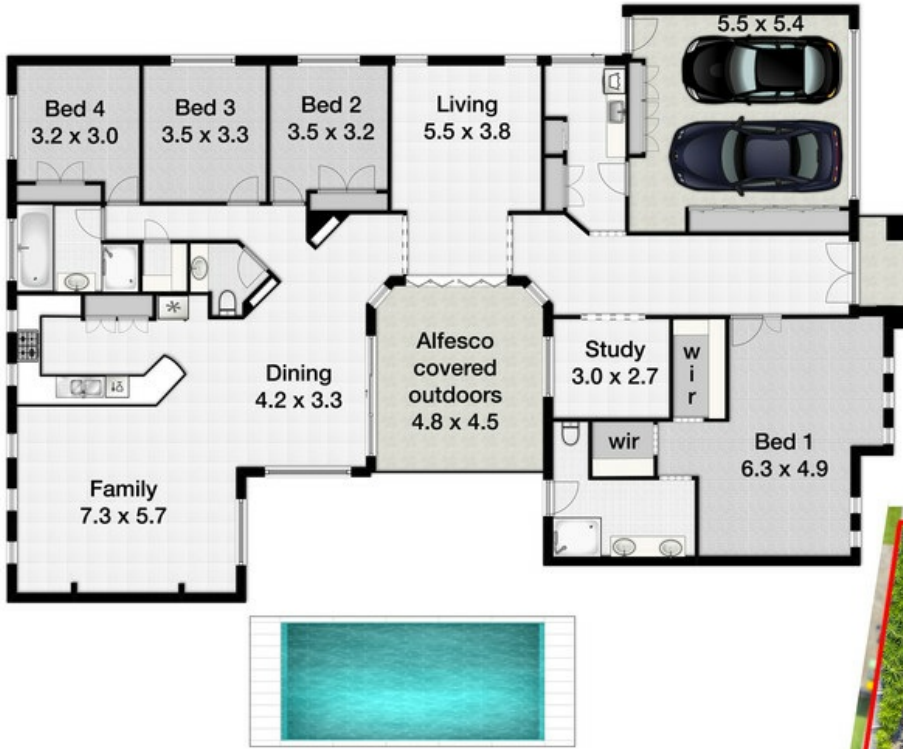 5.5 x 5.4
Bed 4
3.2 x 3.0
Bed 3
3.5 x 3.3
Bed 2
3.5 x 3.2
Living
5.5 x 3.8
Alfesco
covered
outdoors
4.8 x 4.5
Study
3.0 x 2.7
w
i
r
wir
Bed 1
6.3 x 4.9
Dining
4.2 x 3.3
Family
7.3 x 5.7